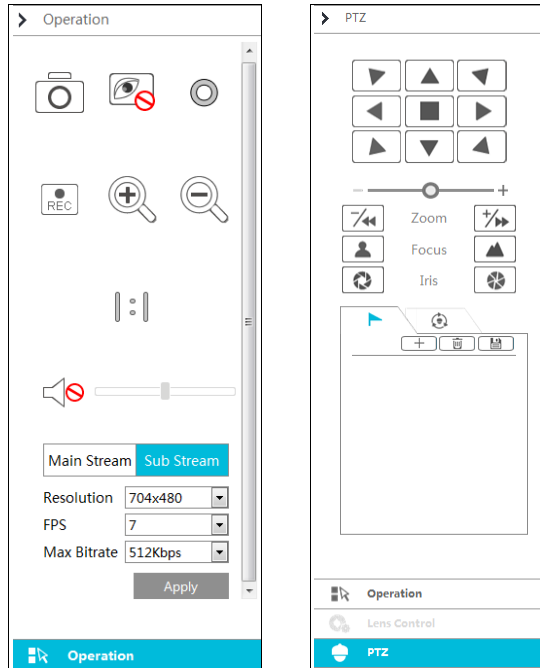 Operation
REC
|:|
Main Stream Sub Stream
Resolution 704x480
FPS 7
Max Bitrate 512Kbps
Apply
Operation
PTZ
Zoom
Focus
Iris
Operation
Lens Control
PTZ